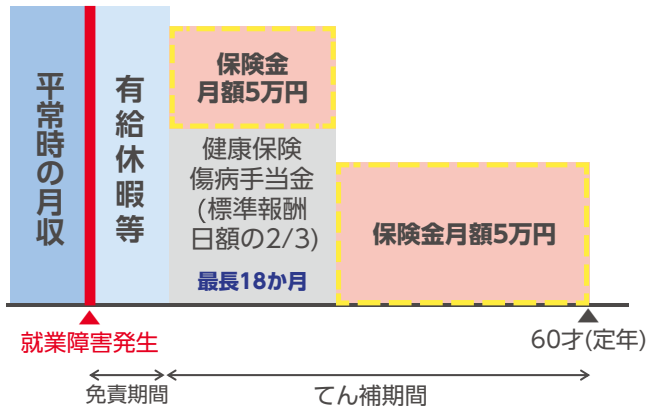 平常時の月収
有給休暇等
保険金
月額5万円
健康保険
傷病手当金
(標準報酬
日額の2/3)
最長18か月
保険金月額5万円
就業障害発生
60才(定年)
免責期間
てん補期間